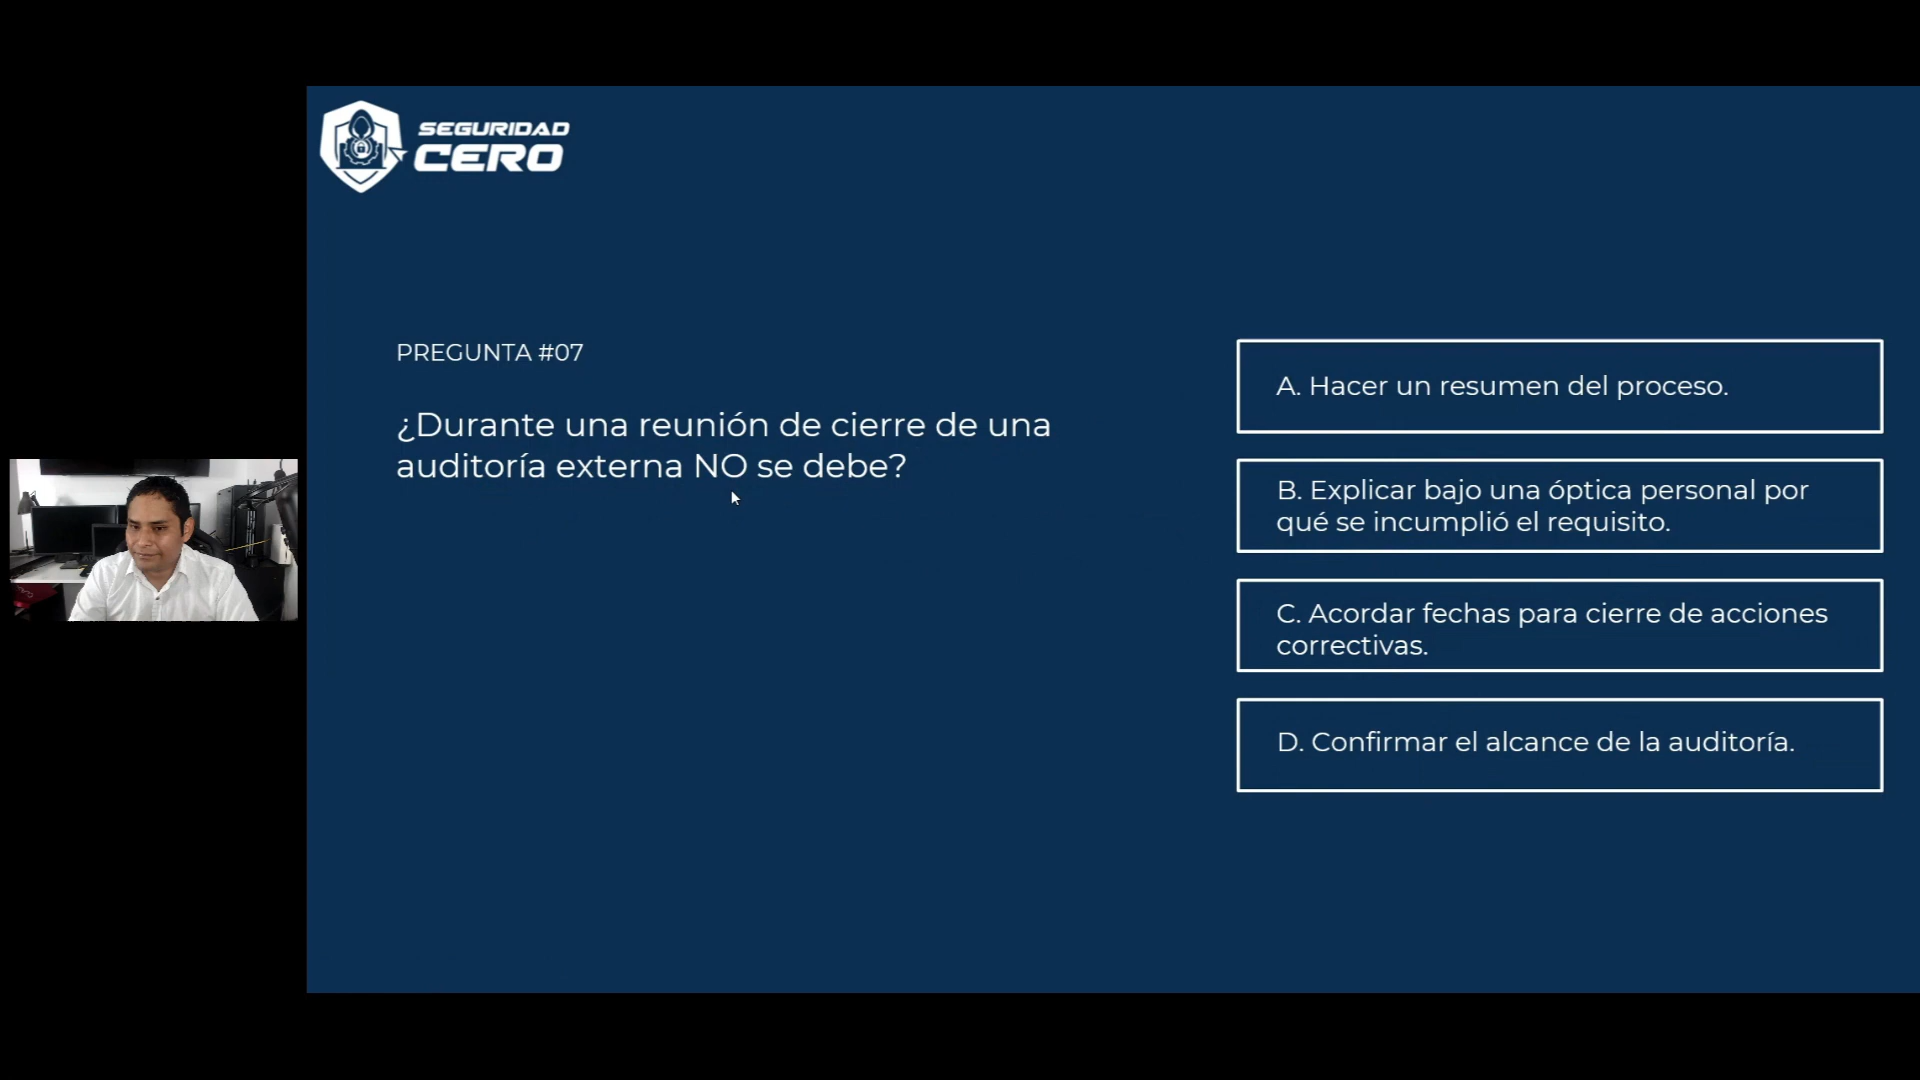 SEGURIDAD
CERO
PREGUNTA #07
¿Durante una reunión de cierre de una
auditoría externa NO se debe?
A. Hacer un resumen del proceso.
B. Explicar bajo una óptica personal por
qué se incumplió el requisito.
C. Acordar fechas para cierre de acciones
correctivas.
D. Confirmar el alcance de la auditoría.